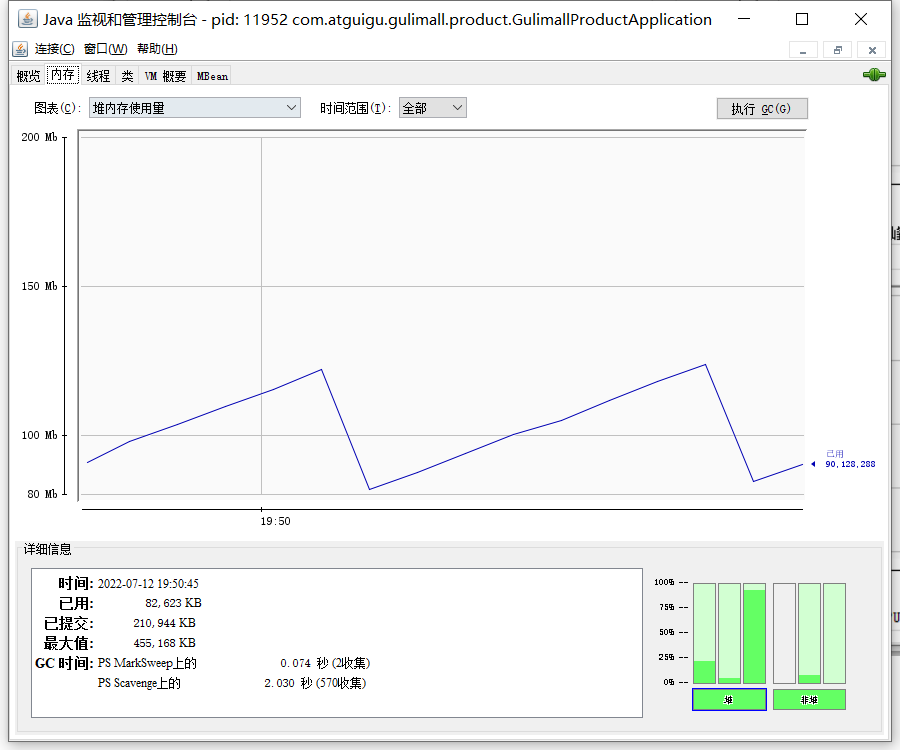 Java 监视和管理控制台 - pid: 11952 com.atguigu.gulimall.product.GulimallProductApplication
连接(C) 窗口(W) 帮助(H)
概览 内存 线程 类 VM 概要 MBean
图表(C): 堆内存使用量 时间范围(T): 全部 执行 GC(G)
200 Mb
150 Mb
100 Mb
已用
90,128,288
80 Mb
19:50
详细信息
时间: 2022-07-12 19:50:45
已用: 82,623 KB
已提交: 210,944 KB
最大值: 455,168 KB
GC 时间: PS MarkSweep上的 0.074 秒 (2收集)
PS Scavenge上的 2.030 秒 (570收集)
100% --
75% --
50% --
25% --
0% --
堆 非堆